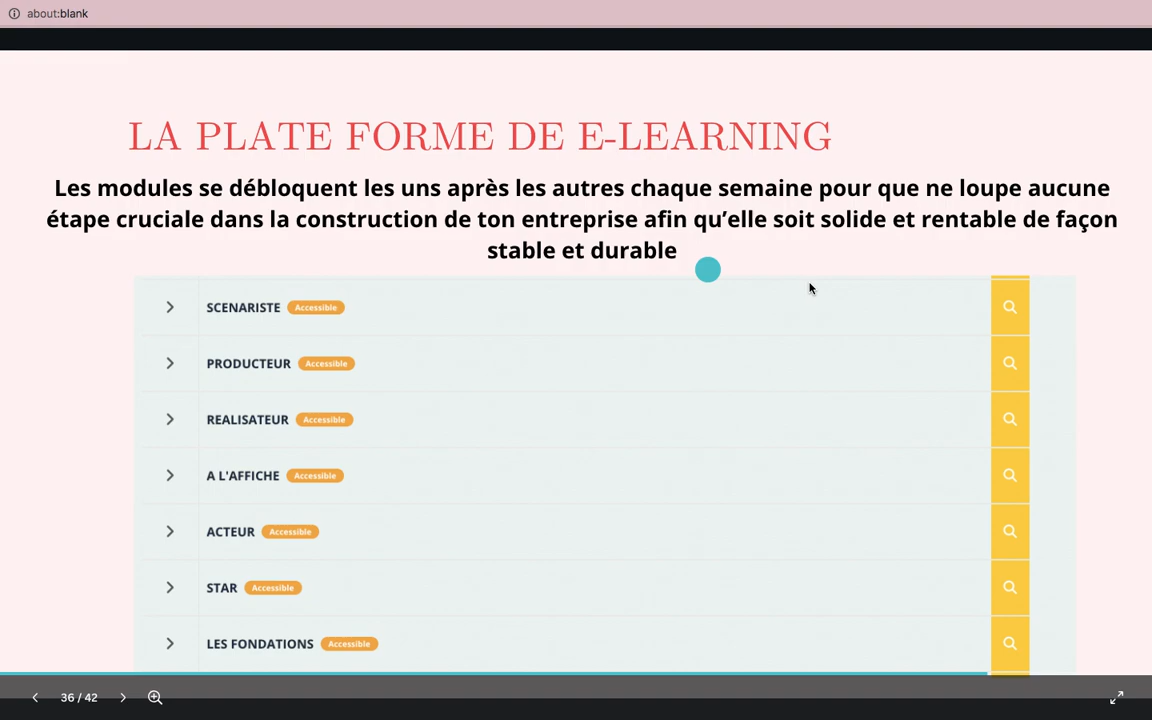 about:blank
LA PLATE FORME DE E-LEARNING
Les modules se débloquent les uns après les autres chaque semaine pour que ne loupe aucune
étape cruciale dans la construction de ton entreprise afin qu’elle soit solide et rentable de façon
stable et durable
SCENARISTE Accessible
PRODUCTEUR Accessible
REALISATEUR Accessible
A L'AFFICHE Accessible
ACTEUR Accessible
STAR Accessible
LES FONDATIONS Accessible
36 / 42